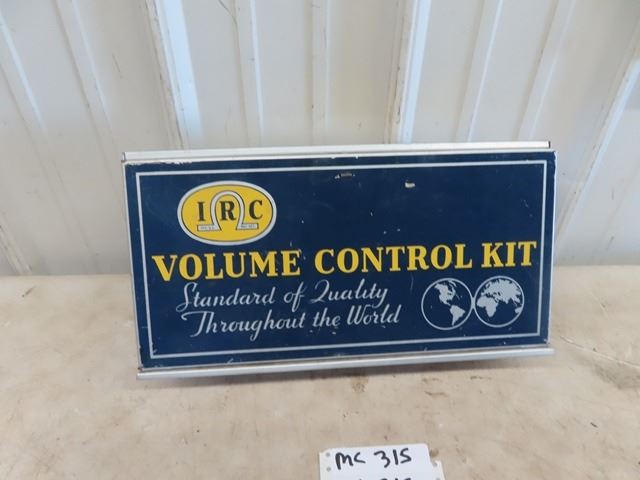 IRC
VOLUME CONTROL KIT
Standard of Quality
Throughout the World
MC 315